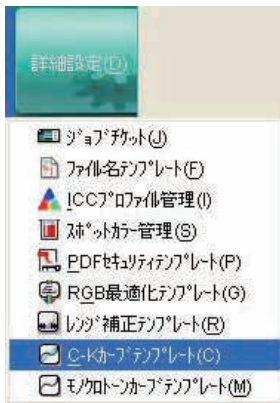 詳細設定(D)
ｼﾞｮﾌﾞﾁｹｯﾄ(J)
ﾌｧｲﾙ名ﾃﾝﾌﾟﾚｰﾄ(F)
ICCﾌﾟﾛﾌｧｲﾙ管理(I)
ｽﾎﾟｯﾄｶﾗｰ管理(S)
PDFｾｷｭﾘﾃｨﾃﾝﾌﾟﾚｰﾄ(P)
RGB最適化ﾃﾝﾌﾟﾚｰﾄ(G)
ﾚﾝｼﾞ補正ﾃﾝﾌﾟﾚｰﾄ(R)
C-Kｶｰﾌﾞﾃﾝﾌﾟﾚｰﾄ(C)
ﾓﾉｸﾛﾄｰﾝｶｰﾌﾞﾃﾝﾌﾟﾚｰﾄ(M)